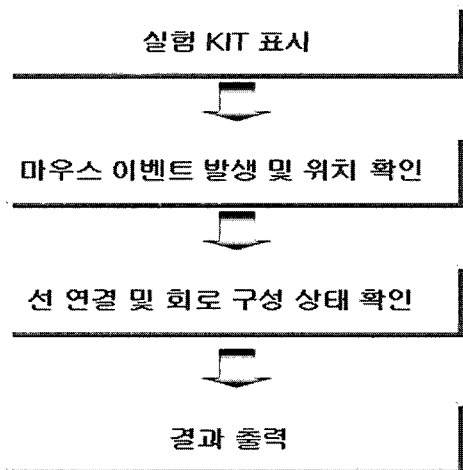 실험 KIT 표시
마우스 이벤트 발생 및 위치 확인
선 연결 및 회로 구성 상태 확인
결과 출력